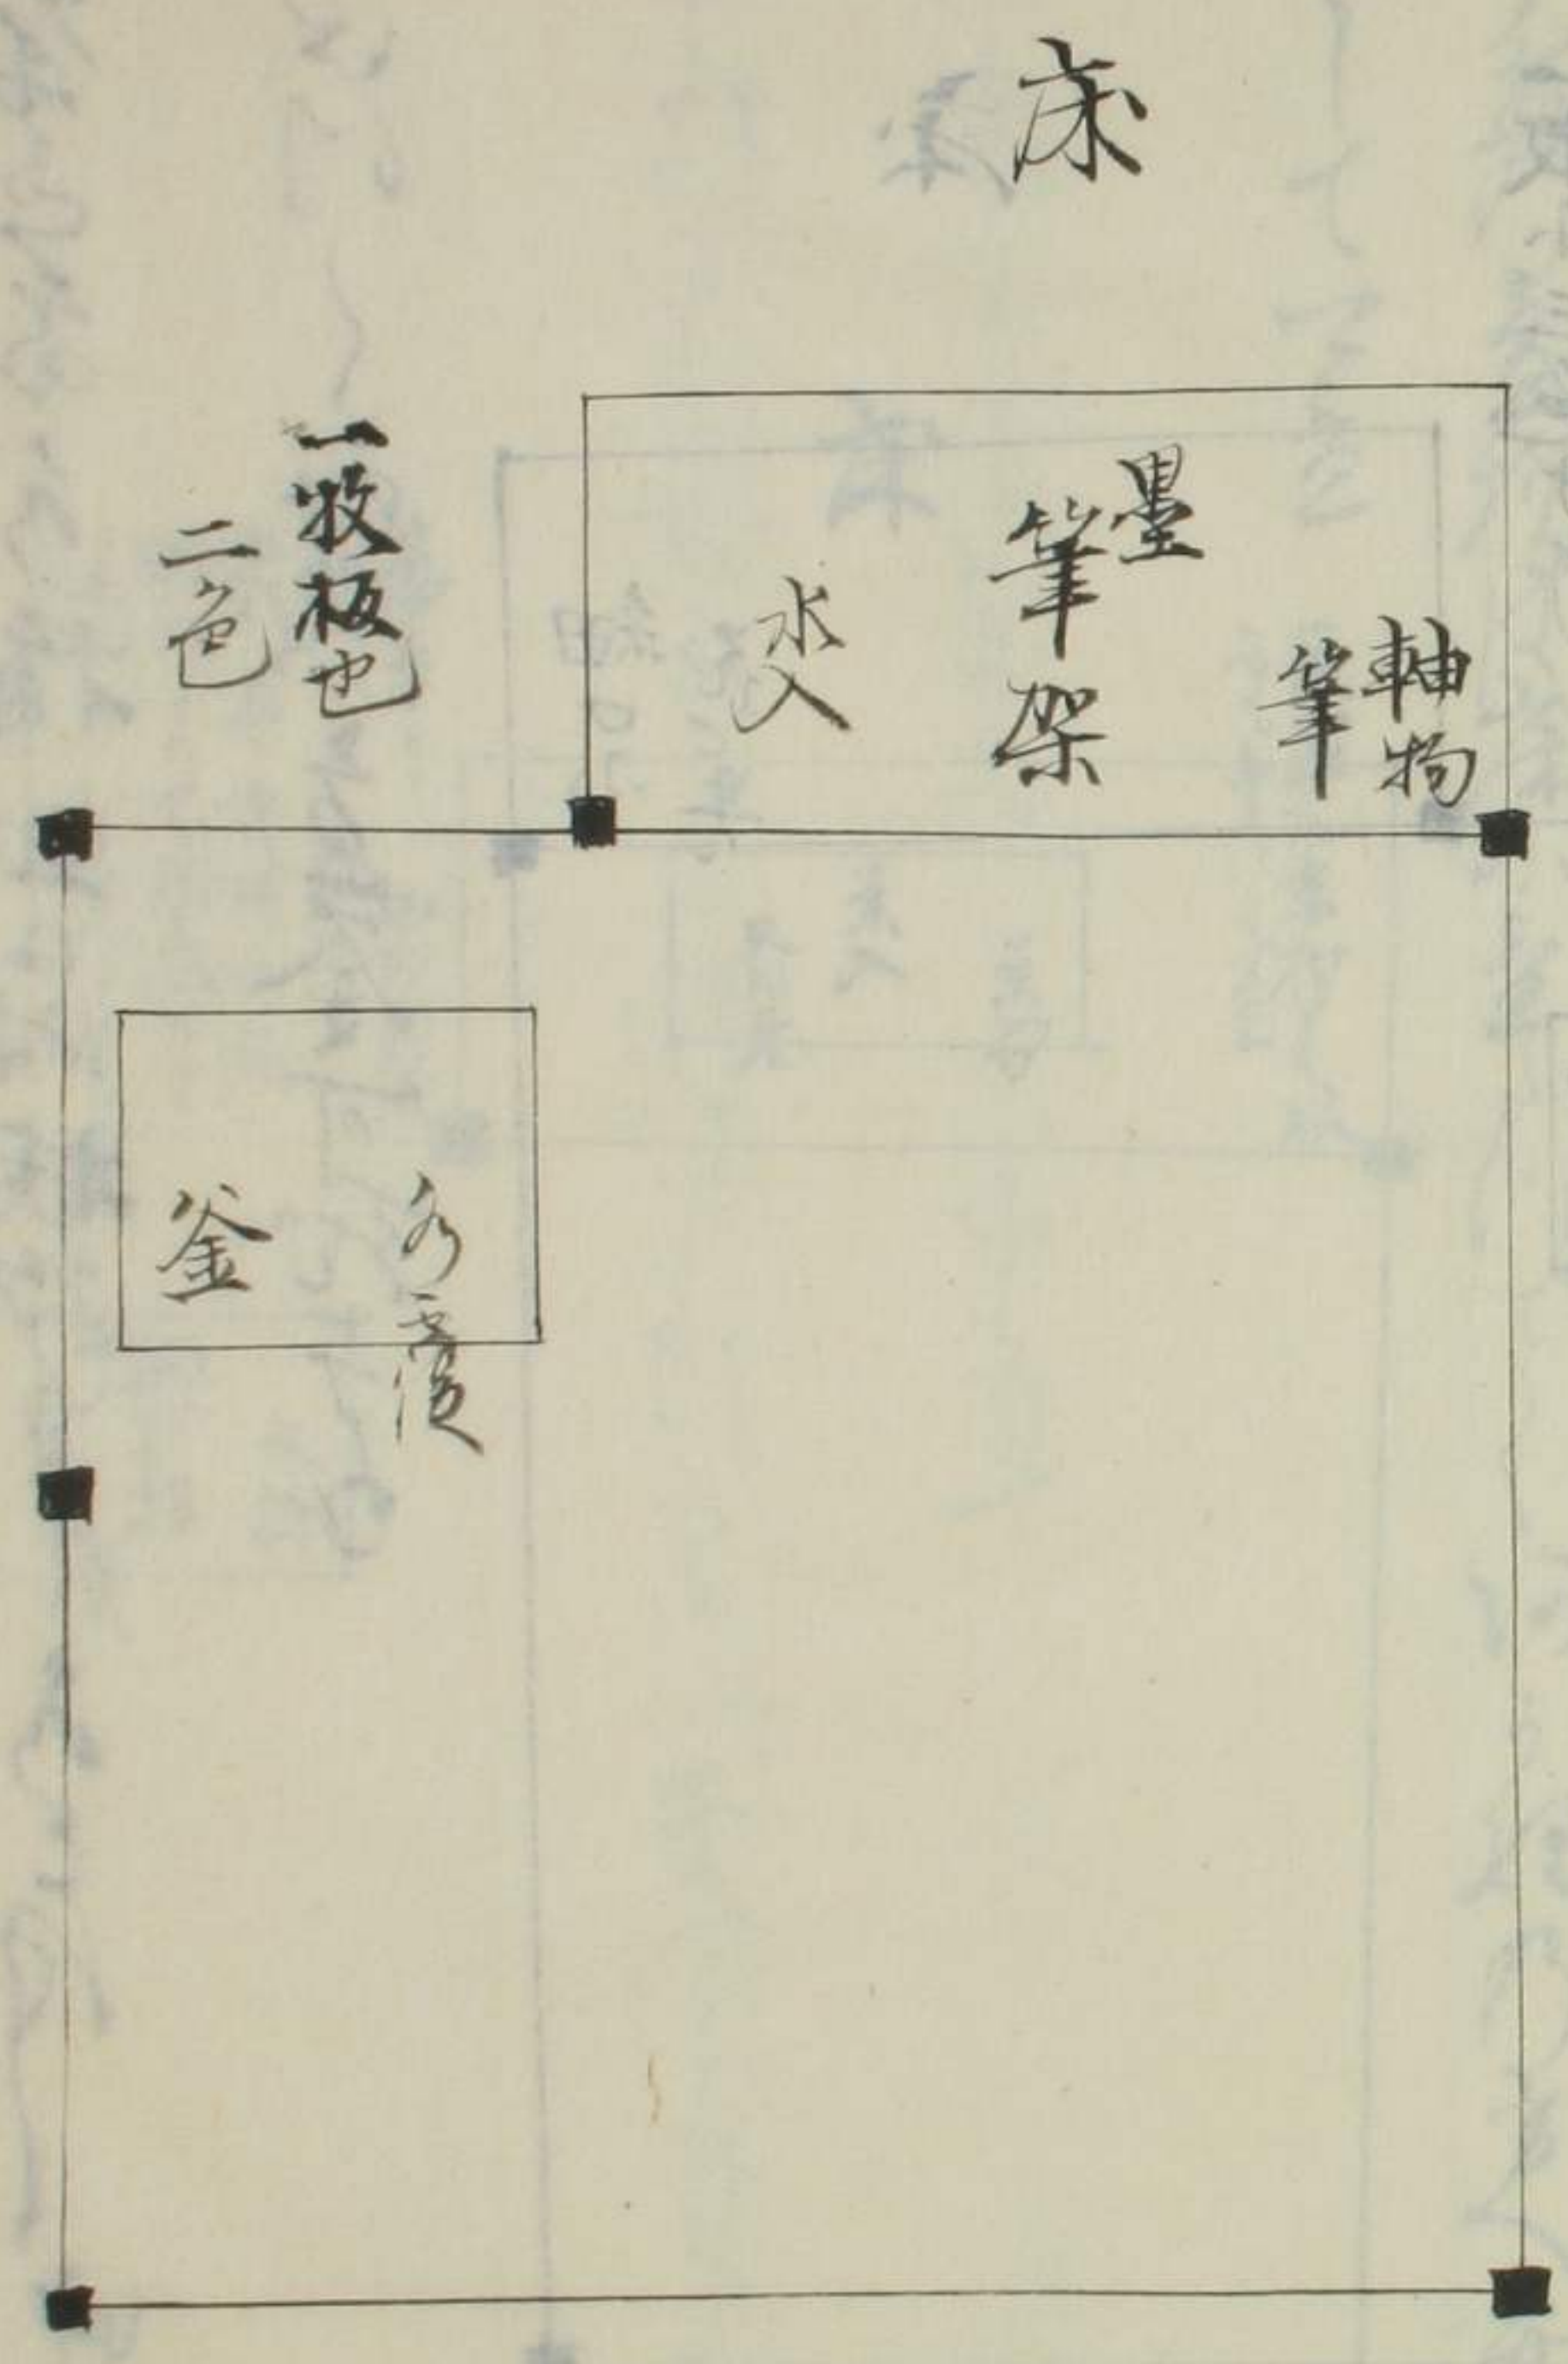 床
軸物
筆
墨
筆架
水入
一枚板也
二色
釜